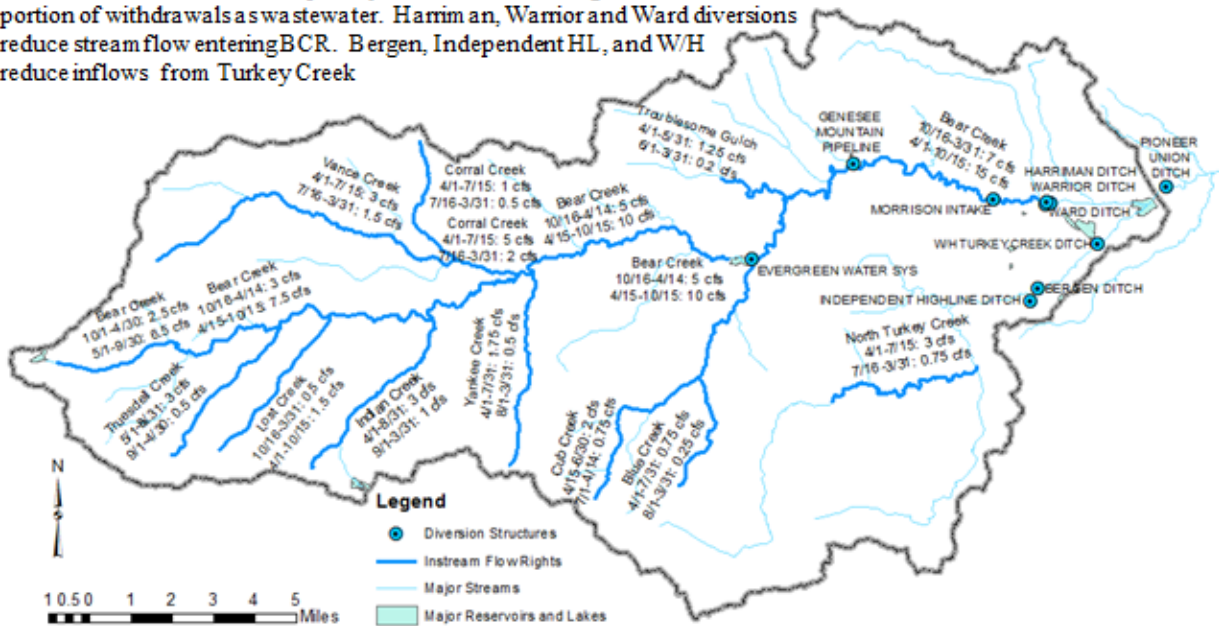 portion of withdrawals as wastewater. Harriman, Warrior and Ward diversions
reduce streamflow entering BCR. Bergen, Independent HL, and W/H
reduce inflows from Turkey Creek
Troublesome Gulch
4/1-5/31: 1.25 cfs
6/1-3/31: 0.2 cfs
GENESEE
MOUNTAIN
PIPELINE
Bear Creek
10/16-3/31: 7 cfs
4/1-10/15: 15 cfs
PIONEER
UNION
DITCH
HARRIMAN DITCH
WARRIOR DITCH
WARD DITCH
MORRISON INTAKE
WH TURKEY CREEK DITCH
Vance Creek
4/1-7/15: 3 cfs
7/16-3/31: 1.5 cfs
Corral Creek
4/1-7/15: 1 cfs
7/16-3/31: 0.5 cfs
Corral Creek
4/1-7/15: 5 cfs
7/16-3/31: 2 cfs
Bear Creek
10/16-4/14: 5 cfs
4/15-10/15: 10 cfs
Bear Creek
10/16-4/14: 5 cfs
4/15-10/15: 10 cfs
EVERGREEN WATER SYS
BERGEN DITCH
INDEPENDENT HIGHLINE DITCH
Bear Creek
10/1-4/30: 2.5 cfs
5/1-9/30: 6.5 cfs
Bear Creek
10/16-4/14: 3 cfs
4/15-10/15: 7.5 cfs
North Turkey Creek
4/1-7/15: 3 cfs
7/16-3/31: 0.75 cfs
Truesdell Creek
5/1-8/31: 3 cfs
9/1-4/30: 0.5 cfs
Lost Creek
10/16-3/31: 0.5 cfs
4/1-10/15: 1.5 cfs
Indian Creek
4/1-8/31: 3 cfs
9/1-3/31: 1 cfs
Yankee Creek
4/1-7/31: 1.75 cfs
8/1-3/31: 0.5 cfs
Cub Creek
4/15-6/30: 2 cfs
7/1-4/14: 0.75 cfs
Blue Creek
4/1-7/31: 0.75 cfs
8/1-3/31: 0.25 cfs
N
Legend
Diversion Structures
Instream Flow Rights
Major Streams
Major Reservoirs and Lakes
1 0.5 0 1 2 3 4 5
Miles